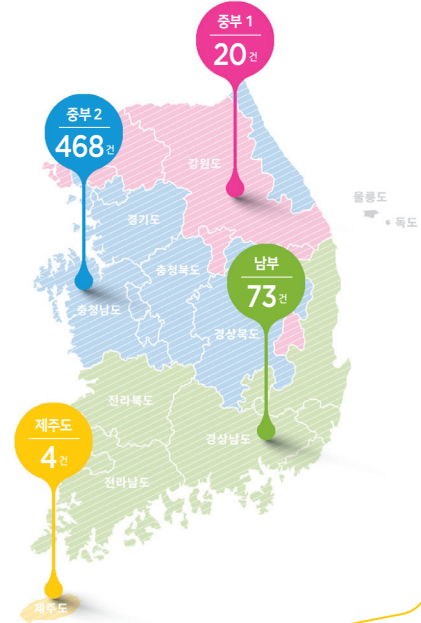 중부 1
20건
중부 2
468건
강원도
울릉도
독도
경기도
충청북도
남부
73건
충청남도
경상북도
전라북도
제주도
4건
경상남도
전라남도
제주도